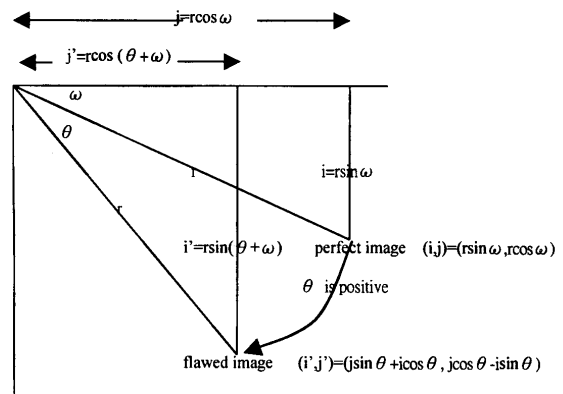 j=rcosω
j’=rcos(θ+ω)
ω
θ
r
i=rsinω
r
i’=rsin(θ+ω) perfect image (i,j)=(rsinω,rcosω)
θ is positive
flawed image (i’,j’)=(jsinθ+icosθ, jcosθ-isinθ)